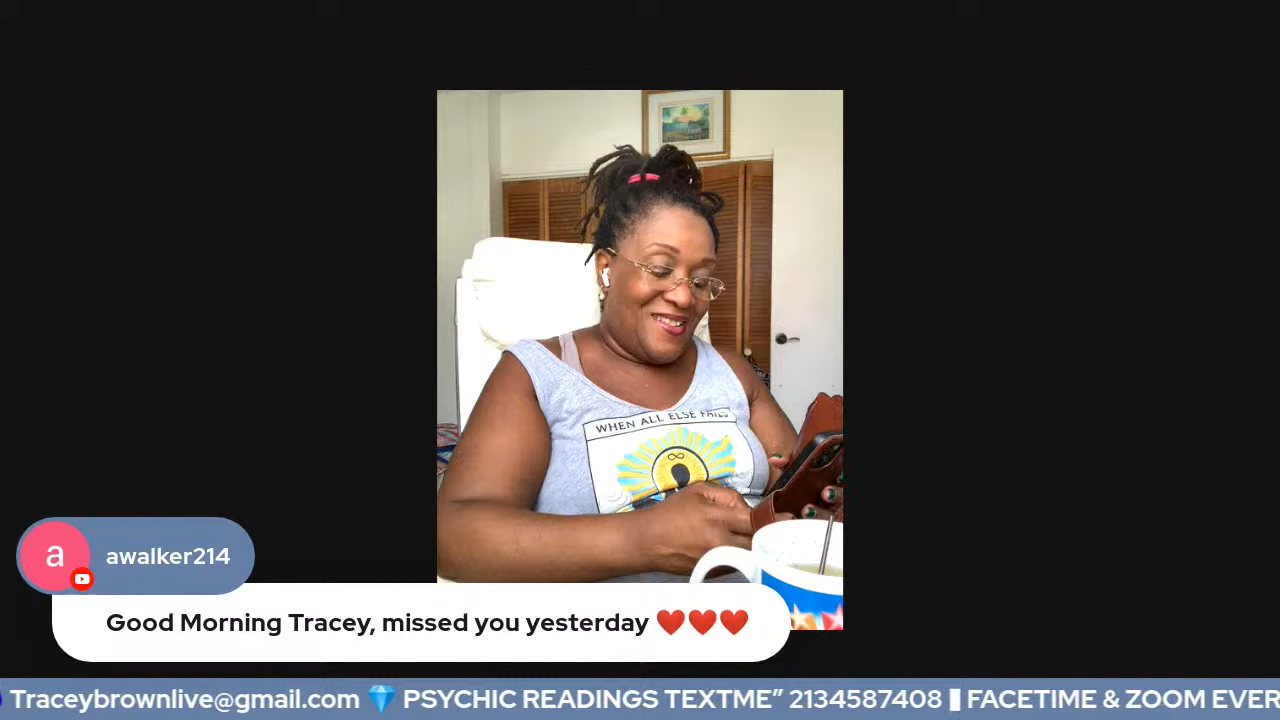 WHEN ALL ELSE FAILS
a awalker214
Good Morning Tracey, missed you yesterday ❤️❤️❤️
Traceybrownlive@gmail.com 💎 PSYCHIC READINGS TEXTME” 2134587408 ▮ FACETIME & ZOOM EVER